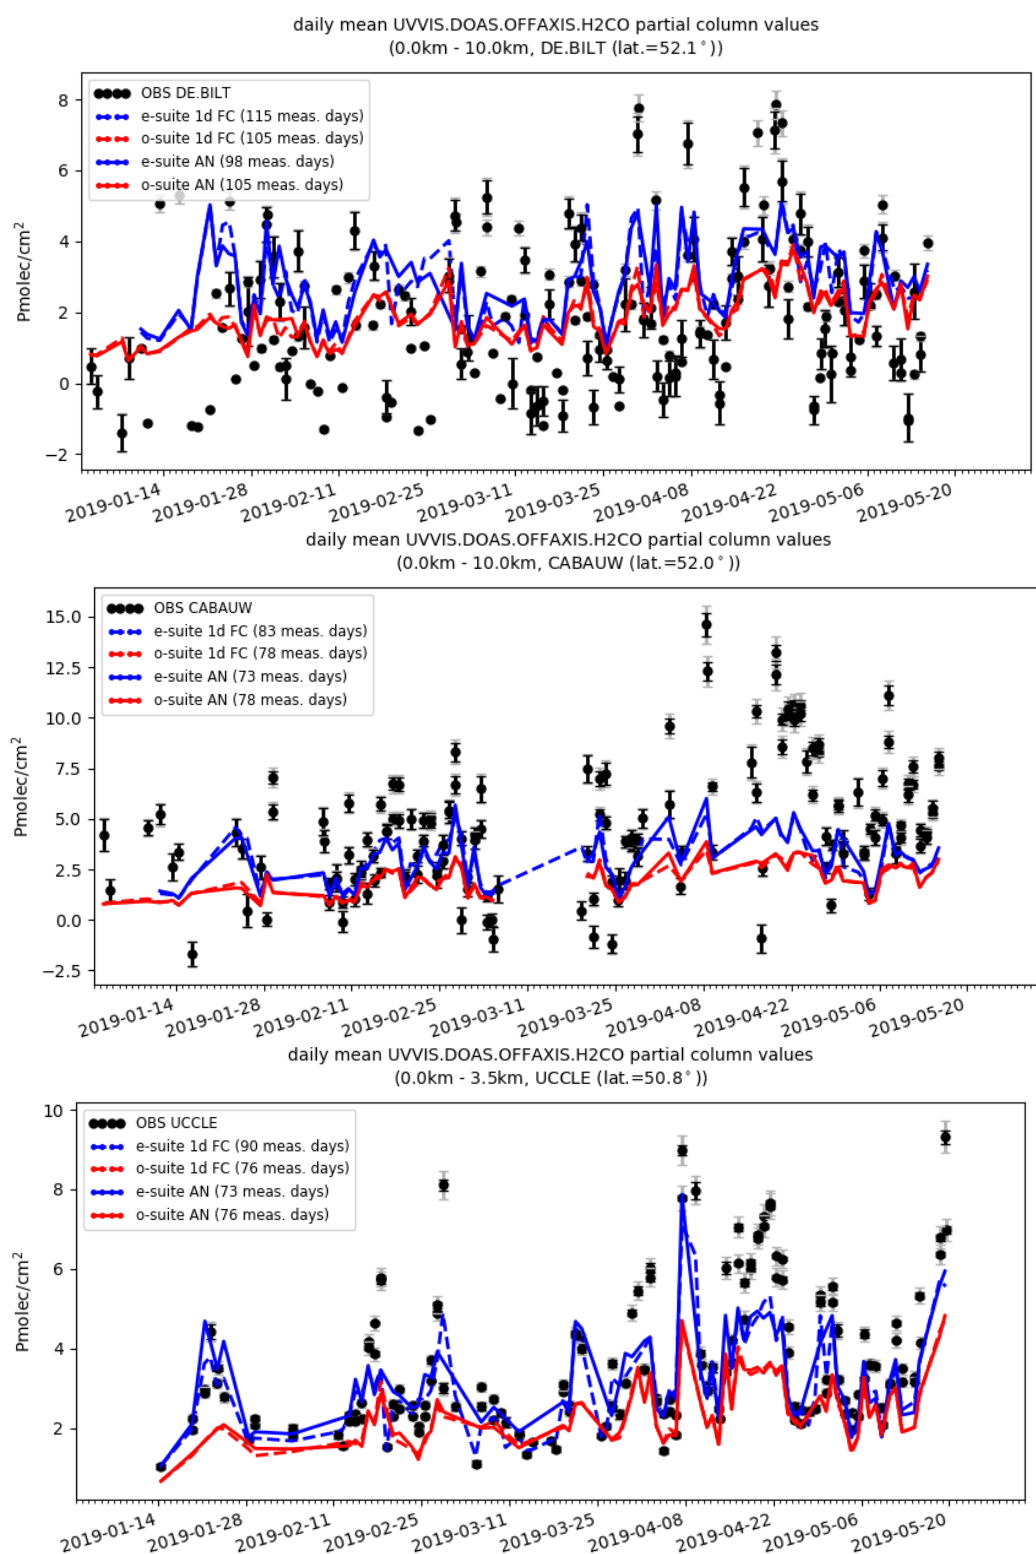 daily mean UVVIS.DOAS.OFFAXIS.H2CO partial column values
(0.0km - 10.0km, DE.BILT (lat.=52.1°))
OBS DE.BILT
e-suite 1d FC (115 meas. days)
o-suite 1d FC (105 meas. days)
e-suite AN (98 meas. days)
o-suite AN (105 meas. days)
Pmolec/cm²
8
6
4
2
0
−2
2019-01-14 2019-01-28 2019-02-11 2019-02-25 2019-03-11 2019-03-25 2019-04-08 2019-04-22 2019-05-06 2019-05-20
daily mean UVVIS.DOAS.OFFAXIS.H2CO partial column values
(0.0km - 10.0km, CABAUW (lat.=52.0°))
OBS CABAUW
e-suite 1d FC (83 meas. days)
o-suite 1d FC (78 meas. days)
e-suite AN (73 meas. days)
o-suite AN (78 meas. days)
Pmolec/cm²
15.0
12.5
10.0
7.5
5.0
2.5
0.0
−2.5
2019-01-14 2019-01-28 2019-02-11 2019-02-25 2019-03-11 2019-03-25 2019-04-08 2019-04-22 2019-05-06 2019-05-20
daily mean UVVIS.DOAS.OFFAXIS.H2CO partial column values
(0.0km - 3.5km, UCCLE (lat.=50.8°))
OBS UCCLE
e-suite 1d FC (90 meas. days)
o-suite 1d FC (76 meas. days)
e-suite AN (73 meas. days)
o-suite AN (76 meas. days)
Pmolec/cm²
10
8
6
4
2
2019-01-14 2019-01-28 2019-02-11 2019-02-25 2019-03-11 2019-03-25 2019-04-08 2019-04-22 2019-05-06 2019-05-20